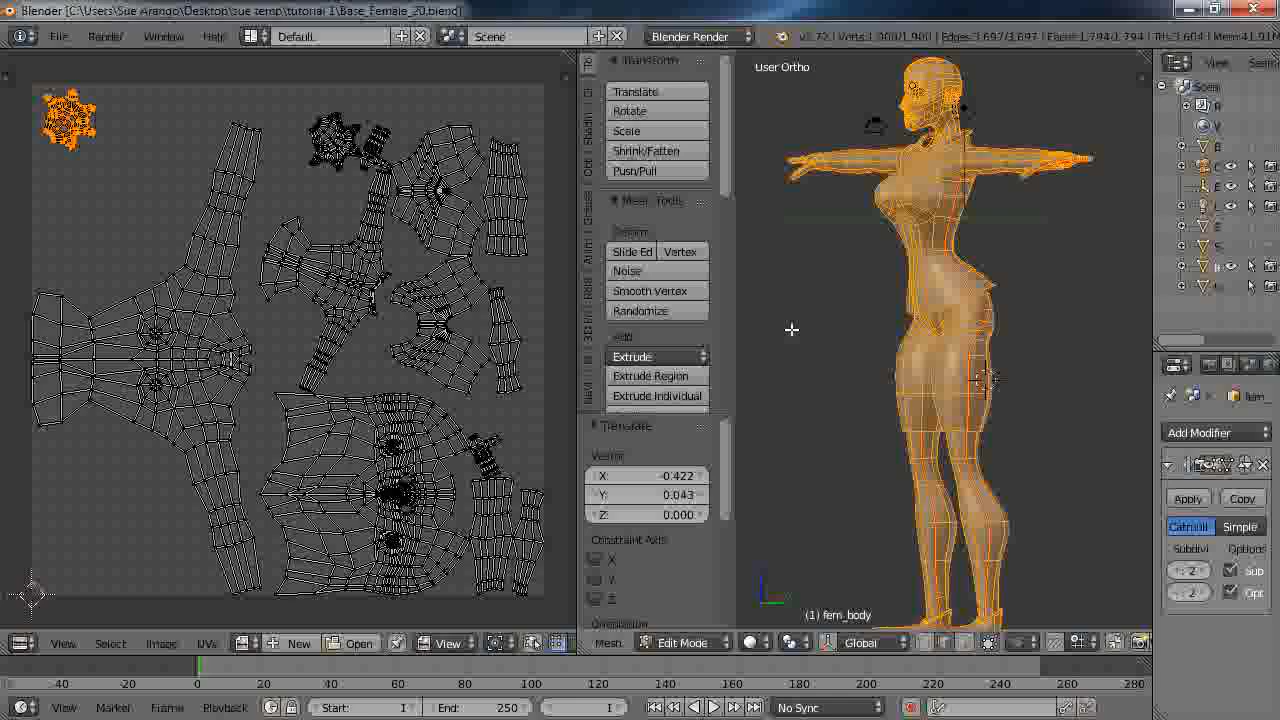 Blender [C:\Users\Sue Arango\Desktop\sue temp\tutorial 1\Base_Female_20.blend]
File Render Window Help Default Scene Blender Render v2.72 | Verts:1,900/1,900 | Edges:3,697/3,697 | Faces:1,794/1,794 | Tris:3,604 | Mem:41.91M
User Ortho
Transform
Translate
Rotate
Scale
Shrink/Fatten
Push/Pull
Mesh Tools
Deform:
Slide Ed Vertex
Noise
Smooth Vertex
Randomize
Add:
Extrude
Extrude Region
Extrude Individual
Translate
Vector
X: -0.422
Y: 0.043
Z: 0.000
Constraint Axis
X
Y
Z
Orientation
(1) fem_body
View
Scene
R
Add Modifier
Apply Copy
Catmull Simple
Subdivi Options
2 Sub
2 Opt
View Select Image UVs New Open View
Mesh Edit Mode Global
-40 -20 0 20 40 60 80 100 120 140 160 180 200 220 240 260 280
View Marker Frame Playback Start: 1 End: 250 1 No Sync